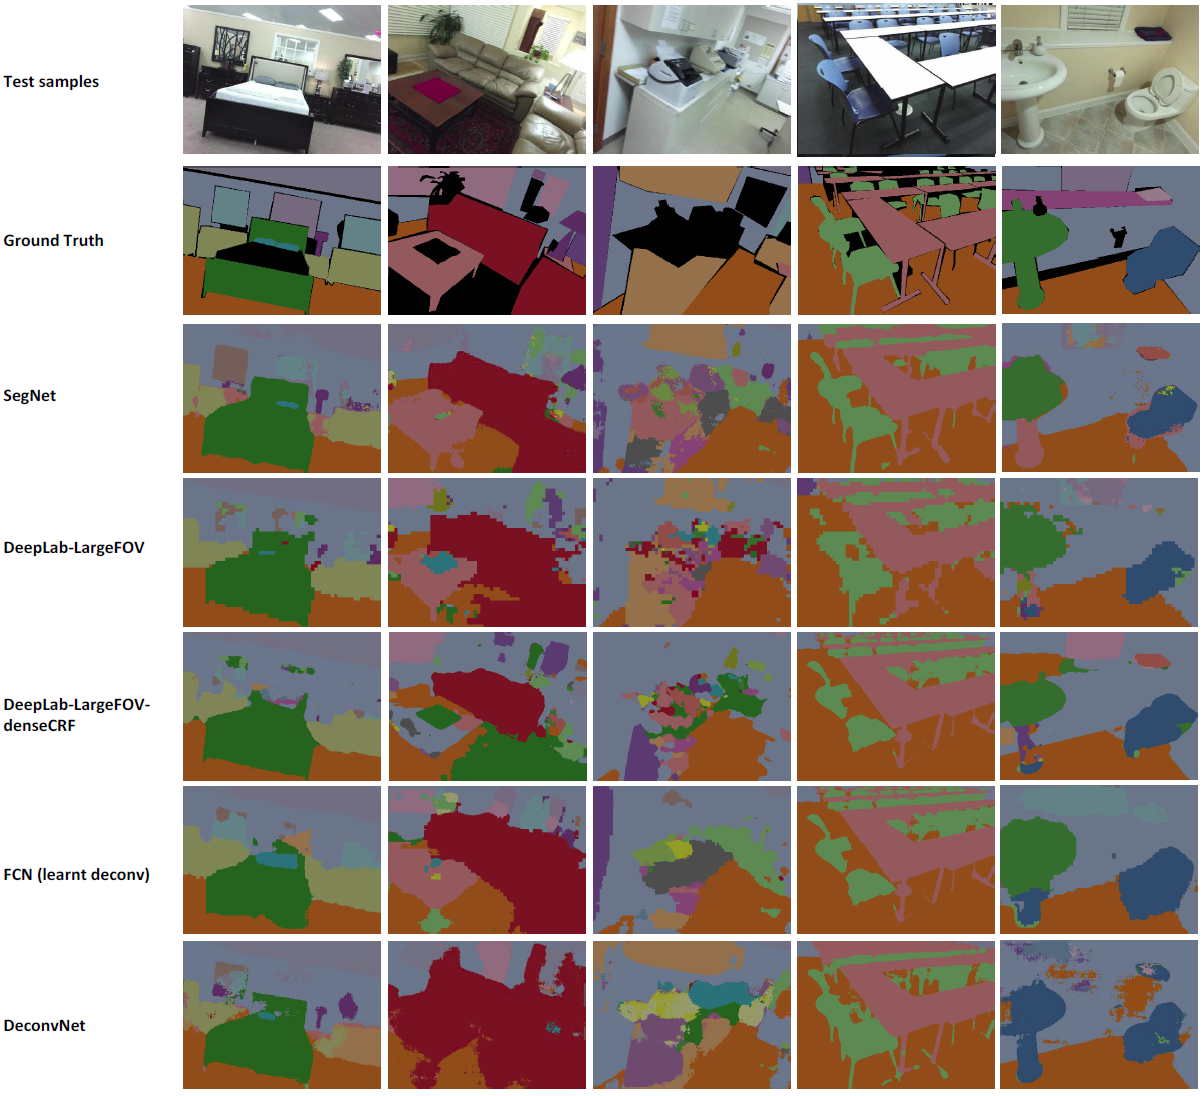 Test samples
Ground Truth
SegNet
DeepLab-LargeFOV
DeepLab-LargeFOV-
denseCRF
FCN (learnt deconv)
DeconvNet